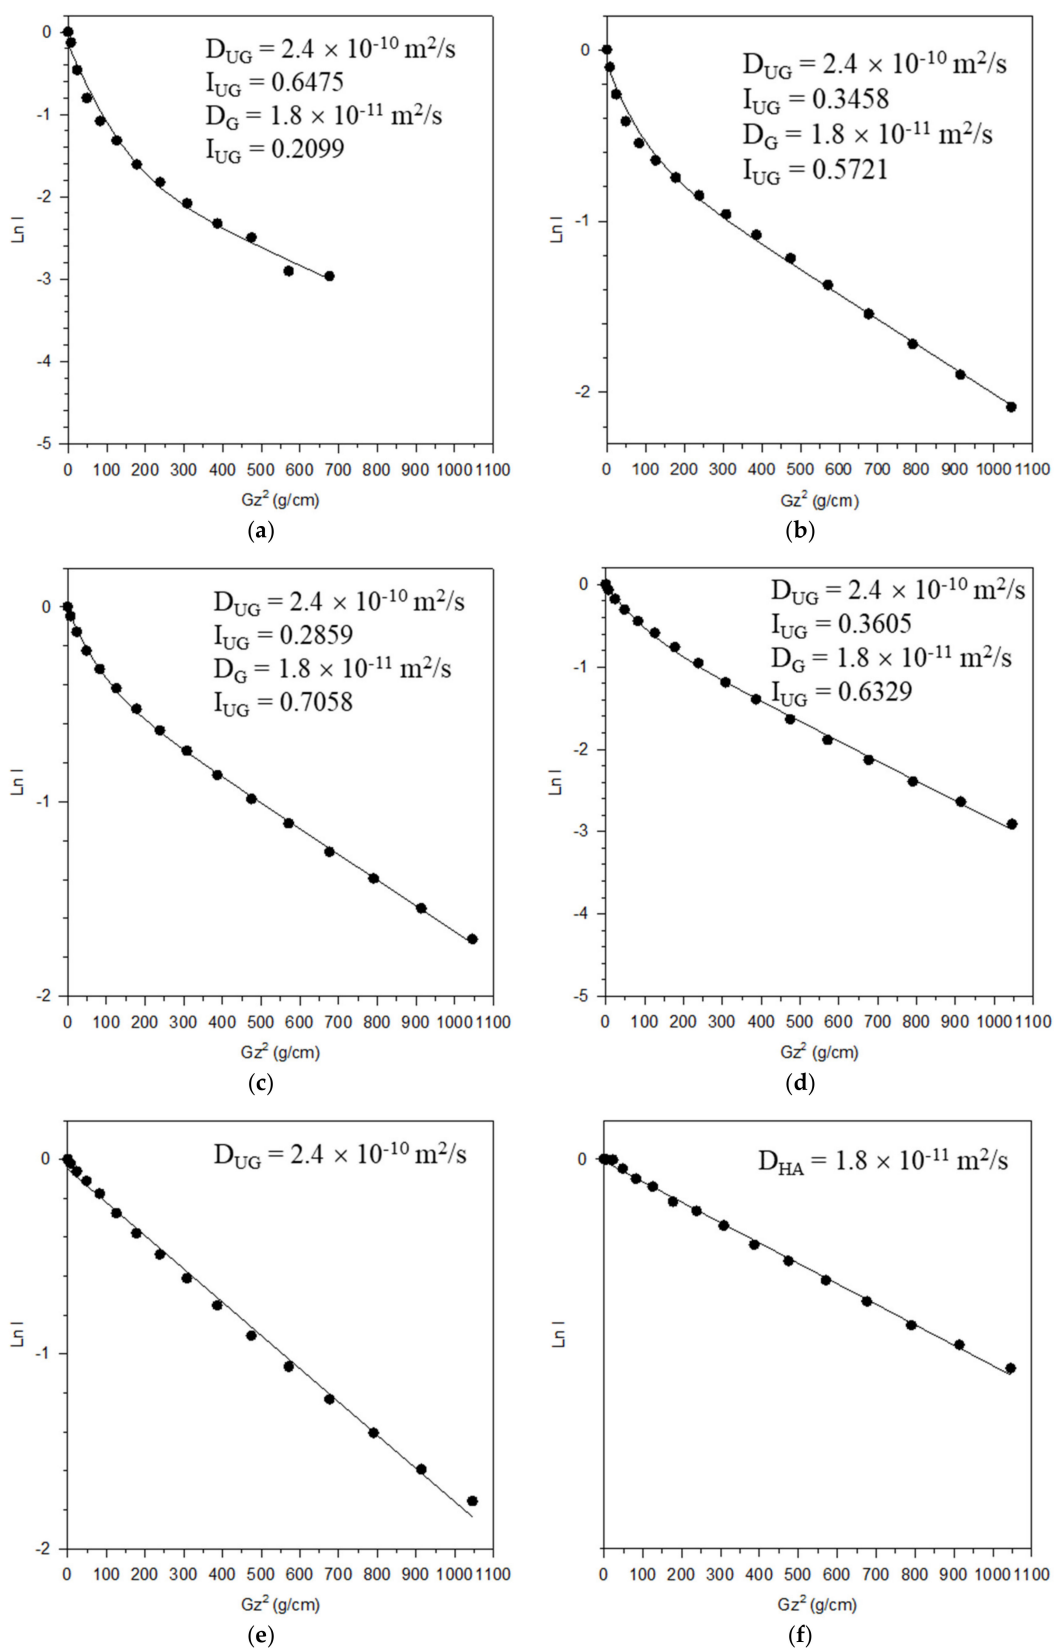 D_UG = 2.4 × 10^-10 m²/s
I_UG = 0.6475
D_G = 1.8 × 10^-11 m²/s
I_UG = 0.2099
0
-1
-2
-3
-4
-5
Ln I
0 100 200 300 400 500 600 700 800 900 1000 1100
Gz² (g/cm)
(a)
D_UG = 2.4 × 10^-10 m²/s
I_UG = 0.3458
D_G = 1.8 × 10^-11 m²/s
I_UG = 0.5721
0
-1
-2
Ln I
0 100 200 300 400 500 600 700 800 900 1000 1100
Gz² (g/cm)
(b)
D_UG = 2.4 × 10^-10 m²/s
I_UG = 0.2859
D_G = 1.8 × 10^-11 m²/s
I_UG = 0.7058
0
-1
-2
Ln I
0 100 200 300 400 500 600 700 800 900 1000 1100
Gz² (g/cm)
(c)
D_UG = 2.4 × 10^-10 m²/s
I_UG = 0.3605
D_G = 1.8 × 10^-11 m²/s
I_UG = 0.6329
0
-1
-2
-3
-4
-5
Ln I
0 100 200 300 400 500 600 700 800 900 1000 1100
Gz² (g/cm)
(d)
D_UG = 2.4 × 10^-10 m²/s
0
-1
-2
Ln I
0 100 200 300 400 500 600 700 800 900 1000 1100
Gz² (g/cm)
(e)
D_HA = 1.8 × 10^-11 m²/s
0
Ln I
0 100 200 300 400 500 600 700 800 900 1000 1100
Gz² (g/cm)
(f)